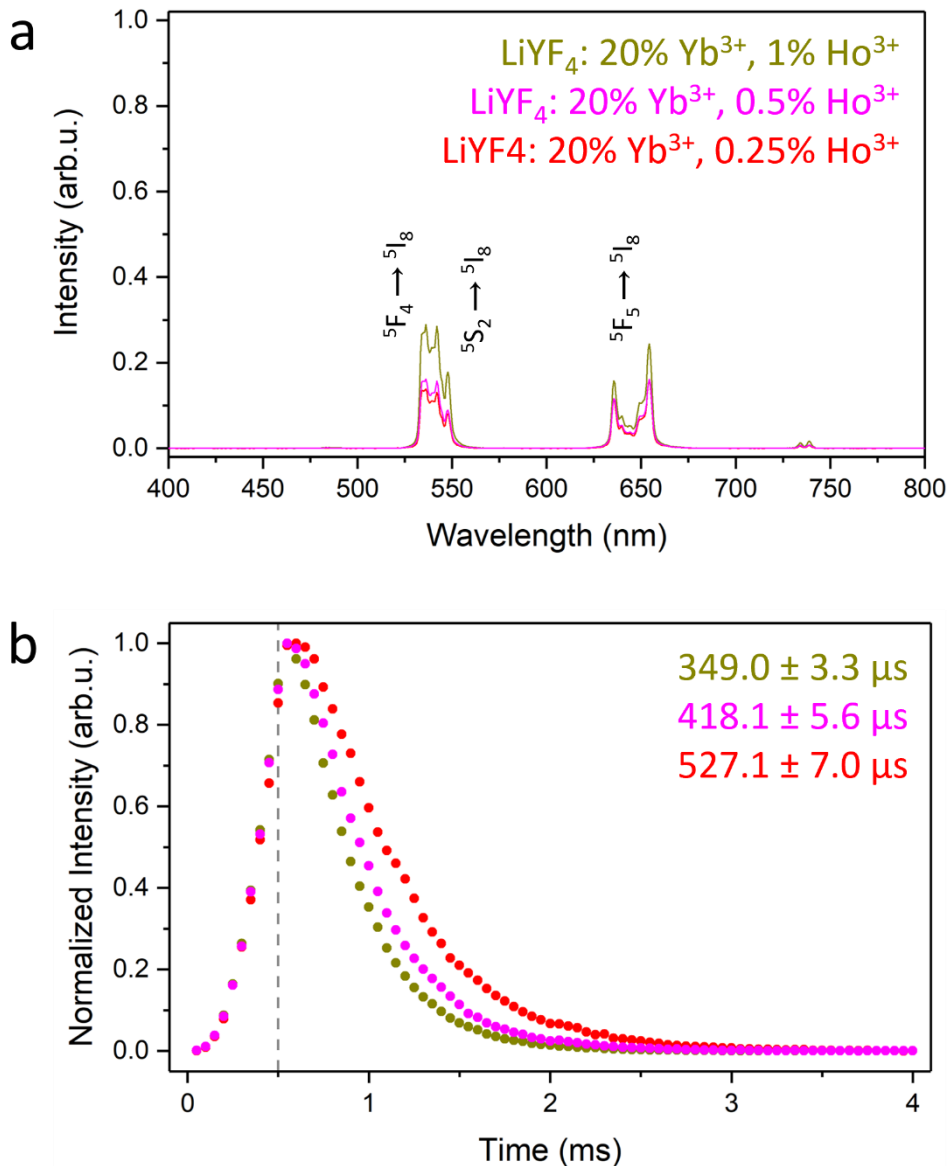 a
LiYF₄: 20% Yb³⁺, 1% Ho³⁺
LiYF₄: 20% Yb³⁺, 0.5% Ho³⁺
LiYF4: 20% Yb³⁺, 0.25% Ho³⁺
Intensity (arb.u.)
1.0
0.8
0.6
0.4
0.2
0.0
⁵F₄ → ⁵I₈
⁵S₂ → ⁵I₈
⁵F₅ → ⁵I₈
400 450 500 550 600 650 700 750 800
Wavelength (nm)
b
349.0 ± 3.3 µs
418.1 ± 5.6 µs
527.1 ± 7.0 µs
Normalized Intensity (arb.u.)
1.0
0.8
0.6
0.4
0.2
0.0
0 1 2 3 4
Time (ms)